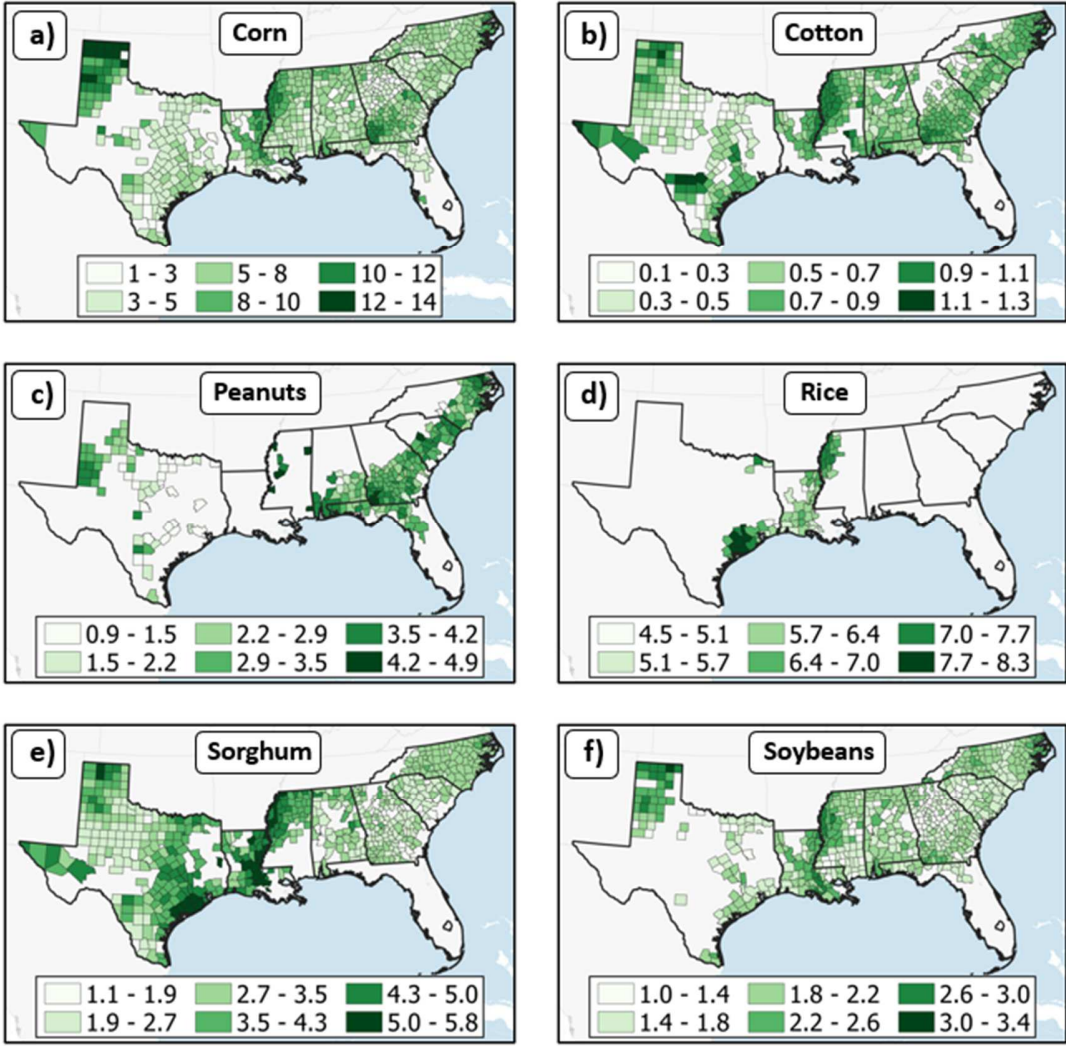 a) Corn
1 - 3 5 - 8 10 - 12
3 - 5 8 - 10 12 - 14
b) Cotton
0.1 - 0.3 0.5 - 0.7 0.9 - 1.1
0.3 - 0.5 0.7 - 0.9 1.1 - 1.3
c) Peanuts
0.9 - 1.5 2.2 - 2.9 3.5 - 4.2
1.5 - 2.2 2.9 - 3.5 4.2 - 4.9
d) Rice
4.5 - 5.1 5.7 - 6.4 7.0 - 7.7
5.1 - 5.7 6.4 - 7.0 7.7 - 8.3
e) Sorghum
1.1 - 1.9 2.7 - 3.5 4.3 - 5.0
1.9 - 2.7 3.5 - 4.3 5.0 - 5.8
f) Soybeans
1.0 - 1.4 1.8 - 2.2 2.6 - 3.0
1.4 - 1.8 2.2 - 2.6 3.0 - 3.4